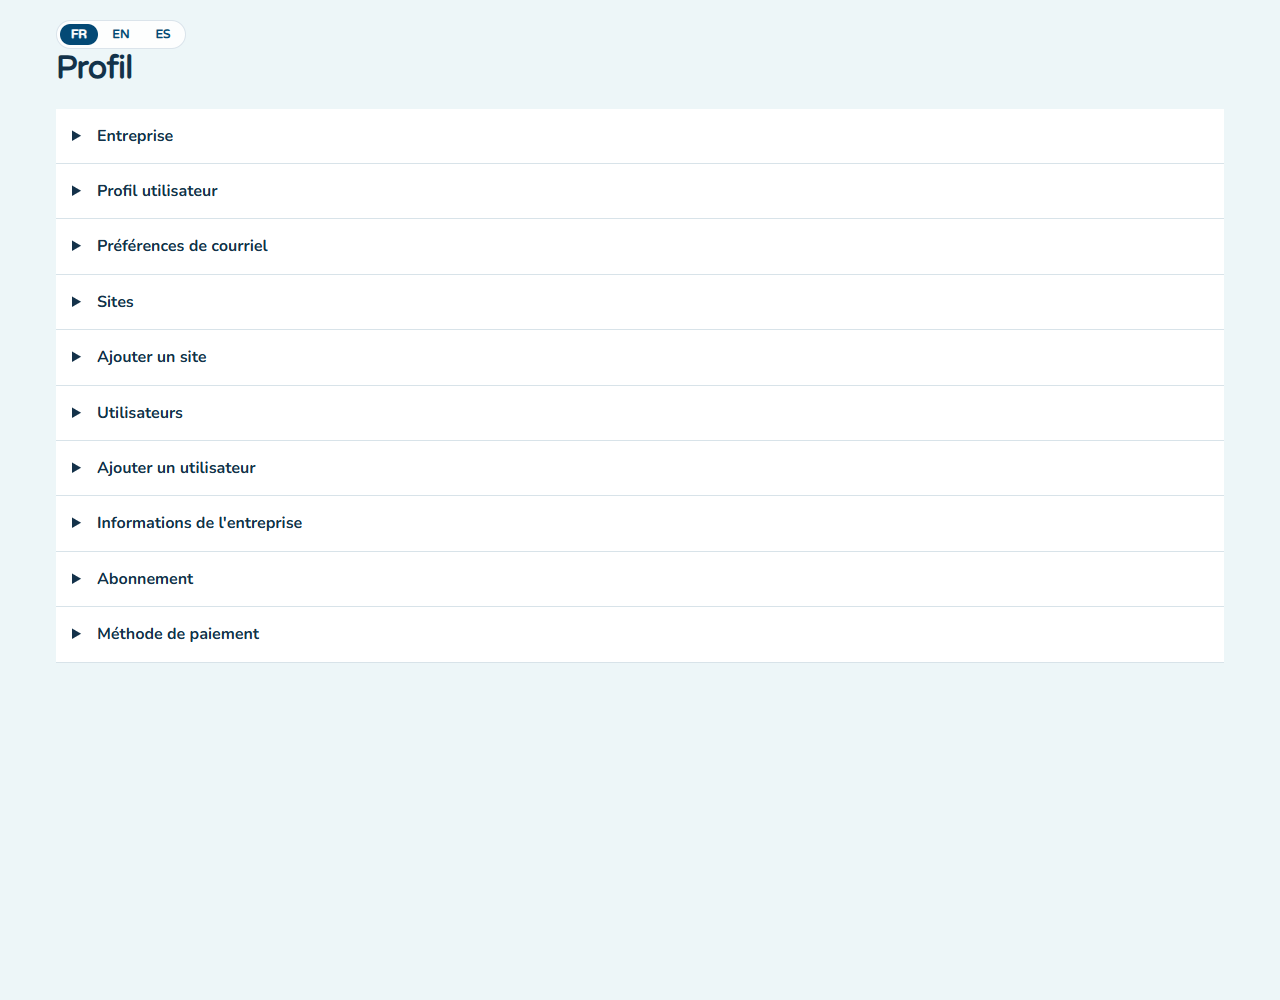 FR EN ES
Profil
Entreprise
Profil utilisateur
Préférences de courriel
Sites
Ajouter un site
Utilisateurs
Ajouter un utilisateur
Informations de l'entreprise
Abonnement
Méthode de paiement